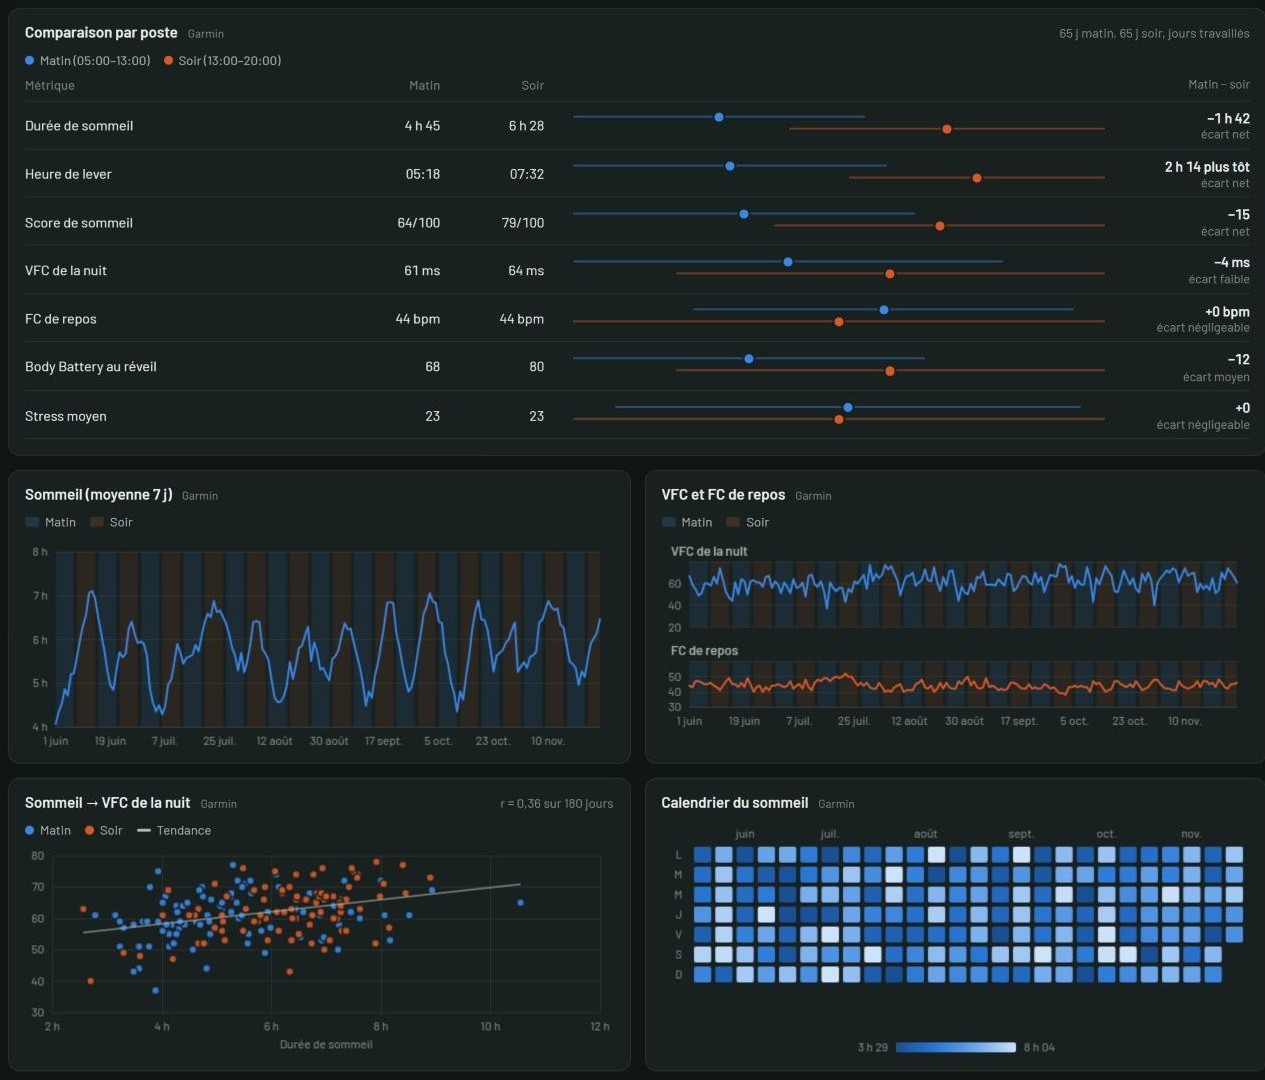 Comparaison par poste Garmin 65 j matin, 65 j soir, jours travaillés
Matin (05:00–13:00) Soir (13:00–20:00)
Métrique Matin Soir Matin – soir
Durée de sommeil 4 h 45 6 h 28 −1 h 42
écart net
Heure de lever 05:18 07:32 2 h 14 plus tôt
écart net
Score de sommeil 64/100 79/100 −15
écart net
VFC de la nuit 61 ms 64 ms −4 ms
écart faible
FC de repos 44 bpm 44 bpm +0 bpm
écart négligeable
Body Battery au réveil 68 80 −12
écart moyen
Stress moyen 23 23 +0
écart négligeable
Sommeil (moyenne 7 j) Garmin
Matin Soir
8 h
7 h
6 h
5 h
4 h
1 juin 19 juin 7 juil. 25 juil. 12 août 30 août 17 sept. 5 oct. 23 oct. 10 nov.
VFC et FC de repos Garmin
Matin Soir
VFC de la nuit
60
40
20
FC de repos
50
40
30
1 juin 19 juin 7 juil. 25 juil. 12 août 30 août 17 sept. 5 oct. 23 oct. 10 nov.
Sommeil → VFC de la nuit Garmin r = 0,36 sur 180 jours
Matin Soir Tendance
80
70
60
50
40
30
2 h 4 h 6 h 8 h 10 h 12 h
Durée de sommeil
Calendrier du sommeil Garmin
juin juil. août sept. oct. nov.
L
M
M
J
V
S
D
3 h 29 8 h 04